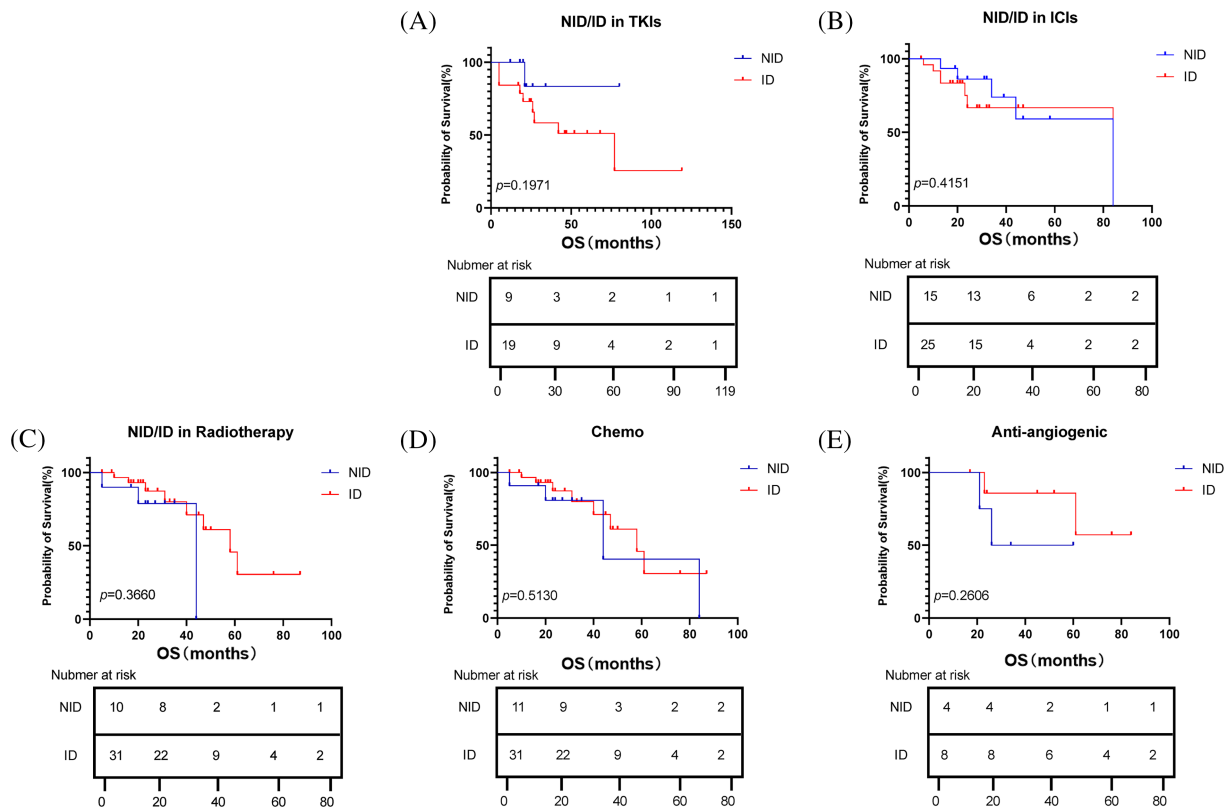 (A)
NID/ID in TKIs
Probability of Survival(%)
100
50
0
0 50 100 150
OS(months)
NID
ID
p=0.1971
Nubmer at risk
NID 9 3 2 1 1
ID 19 9 4 2 1
0 30 60 90 119
(B)
NID/ID in ICIs
Probability of Survival(%)
100
50
0
0 20 40 60 80 100
OS(months)
NID
ID
p=0.4151
Nubmer at risk
NID 15 13 6 2 2
ID 25 15 4 2 2
0 20 40 60 80
(C)
NID/ID in Radiotherapy
Probability of Survival(%)
100
50
0
0 20 40 60 80 100
OS(months)
NID
ID
p=0.3660
Nubmer at risk
NID 10 8 2 1 1
ID 31 22 9 4 2
0 20 40 60 80
(D)
Chemo
Probability of Survival(%)
100
50
0
0 20 40 60 80 100
OS(months)
NID
ID
p=0.5130
Nubmer at risk
NID 11 9 3 2 2
ID 31 22 9 4 2
0 20 40 60 80
(E)
Anti-angiogenic
Probability of Survival(%)
100
50
0
0 20 40 60 80 100
OS(months)
NID
ID
p=0.2606
Nubmer at risk
NID 4 4 2 1 1
ID 8 8 6 4 2
0 20 40 60 80